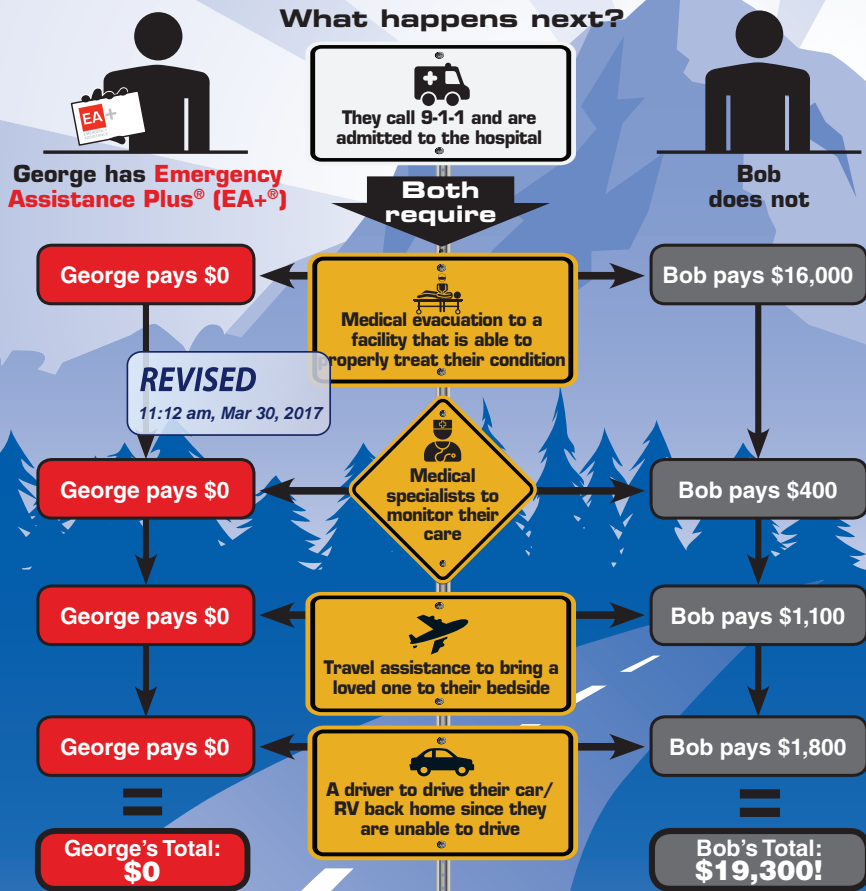 What happens next?
They call 9-1-1 and are
admitted to the hospital
EA+
George has Emergency
Assistance Plus® (EA+®)
Bob
does not
Both
require
George pays $0
Medical evacuation to a
facility that is able to
properly treat their condition
Bob pays $16,000
REVISED
11:12 am, Mar 30, 2017
George pays $0
Medical
specialists to
monitor their
care
Bob pays $400
George pays $0
Travel assistance to bring a
loved one to their bedside
Bob pays $1,100
George pays $0
A driver to drive their car/
RV back home since they
are unable to drive
Bob pays $1,800
=
=
George's Total:
$0
Bob's Total:
$19,300!